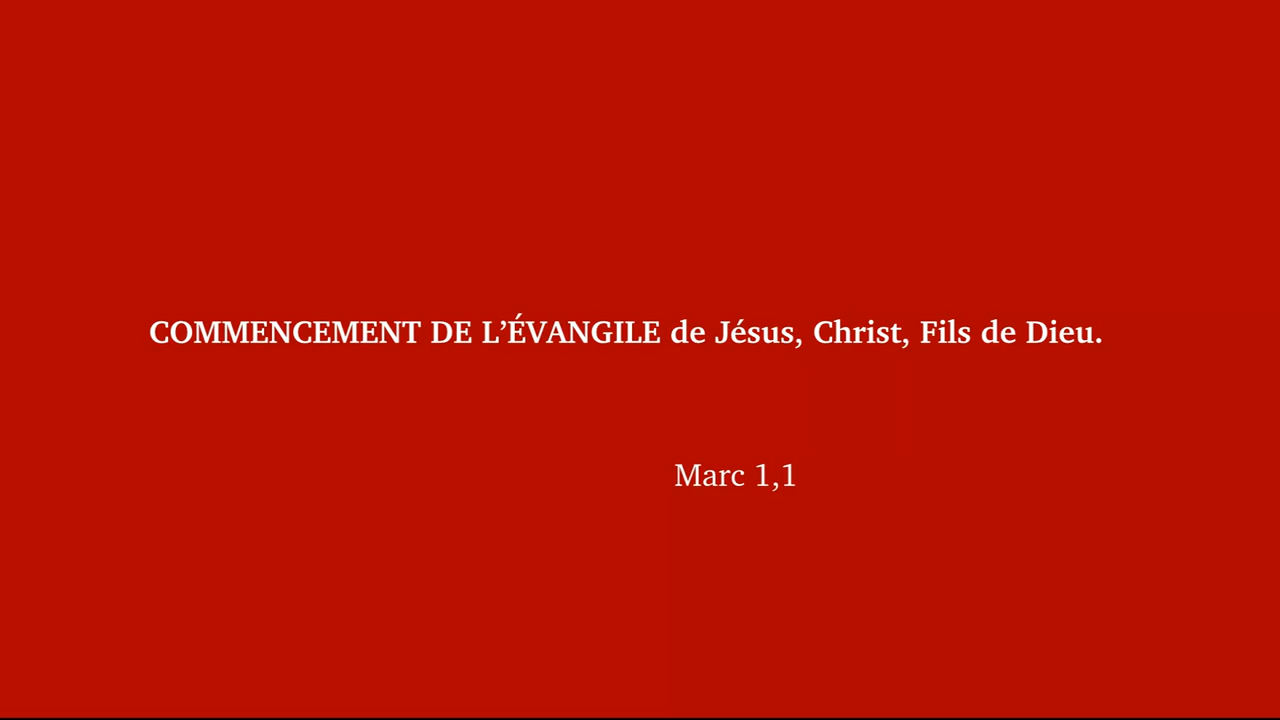 COMMENCEMENT DE L’ÉVANGILE de Jésus, Christ, Fils de Dieu.
Marc 1,1